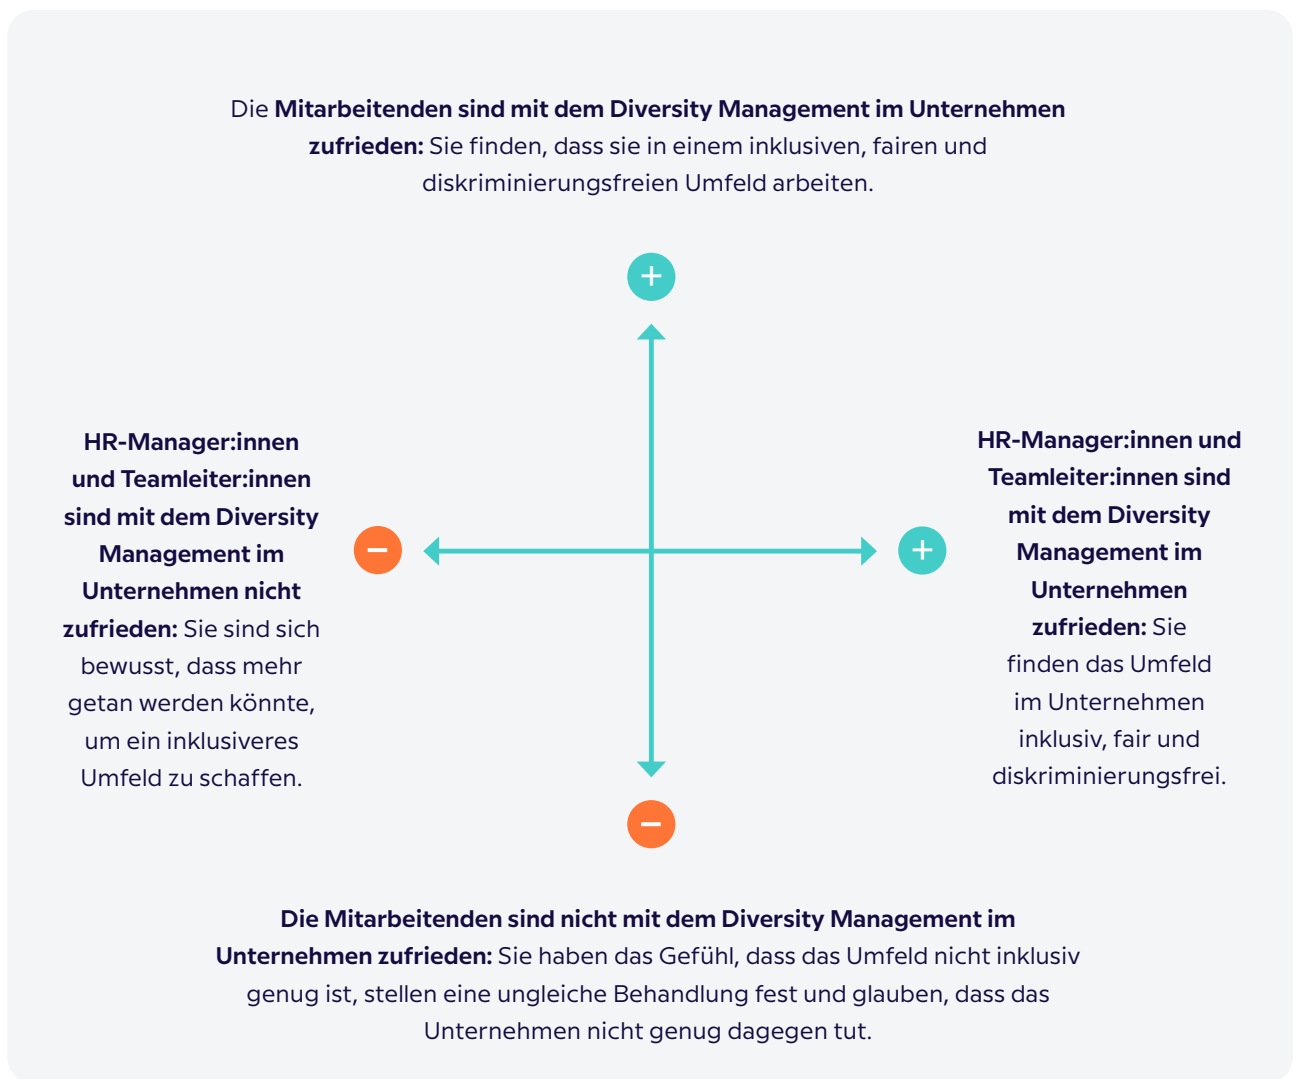 Die Mitarbeitenden sind mit dem Diversity Management im Unternehmen
zufrieden: Sie finden, dass sie in einem inklusiven, fairen und
diskriminierungsfreien Umfeld arbeiten.
+
HR-Manager:innen
und Teamleiter:innen
sind mit dem Diversity
Management im
Unternehmen nicht
zufrieden: Sie sind sich
bewusst, dass mehr
getan werden könnte,
um ein inklusiveres
Umfeld zu schaffen.
−
+
HR-Manager:innen und
Teamleiter:innen sind
mit dem Diversity
Management im
Unternehmen
zufrieden: Sie
finden das Umfeld
im Unternehmen
inklusiv, fair und
diskriminierungsfrei.
−
Die Mitarbeitenden sind nicht mit dem Diversity Management im
Unternehmen zufrieden: Sie haben das Gefühl, dass das Umfeld nicht inklusiv
genug ist, stellen eine ungleiche Behandlung fest und glauben, dass das
Unternehmen nicht genug dagegen tut.